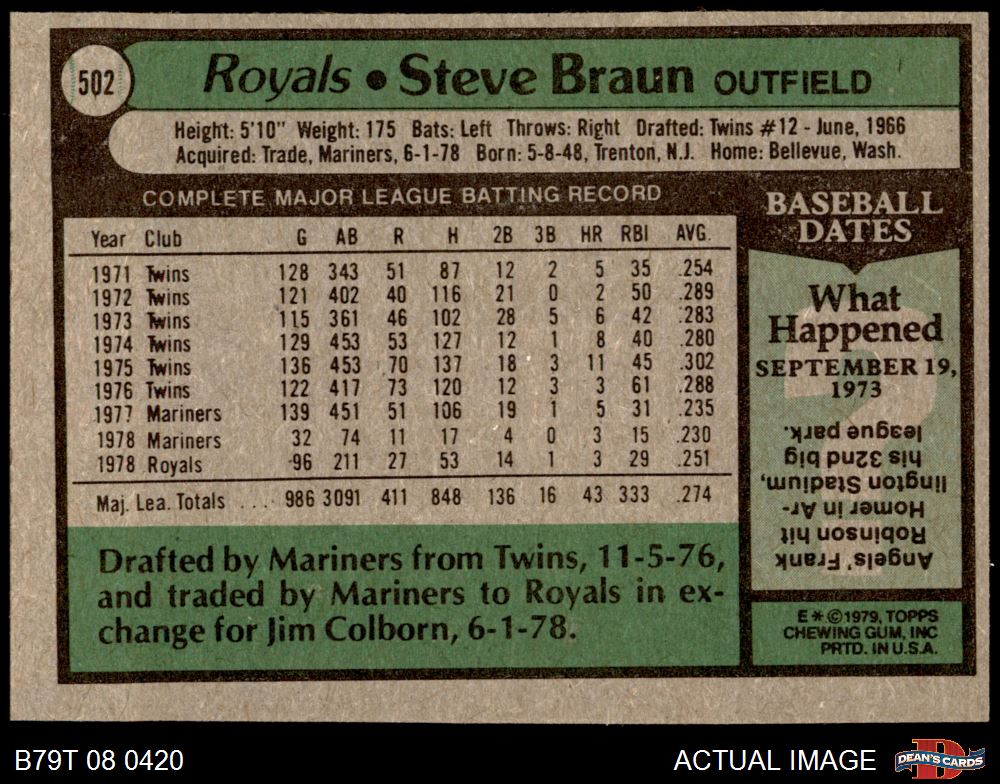 502
Royals • Steve Braun OUTFIELD
Height: 5'10" Weight: 175 Bats: Left Throws: Right Drafted: Twins #12 - June, 1966
Acquired: Trade, Mariners, 6-1-78 Born: 5-8-48, Trenton, N.J. Home: Bellevue, Wash.
COMPLETE MAJOR LEAGUE BATTING RECORD
Year Club G AB R H 2B 3B HR RBI AVG.
1971 Twins 128 343 51 87 12 2 5 35 .254
1972 Twins 121 402 40 116 21 0 2 50 .289
1973 Twins 115 361 46 102 28 5 6 42 .283
1974 Twins 129 453 53 127 12 1 8 40 .280
1975 Twins 136 453 70 137 18 3 11 45 .302
1976 Twins 122 417 73 120 12 3 3 61 .288
1977 Mariners 139 451 51 106 19 1 5 31 .235
1978 Mariners 32 74 11 17 4 0 3 15 .230
1978 Royals 96 211 27 53 14 1 3 29 .251
Maj. Lea. Totals ... 986 3091 411 848 136 16 43 333 .274
Drafted by Mariners from Twins, 11-5-76,
and traded by Mariners to Royals in ex-
change for Jim Colborn, 6-1-78.
BASEBALL
DATES
What
Happened
SEPTEMBER 19,
1973
Angels' Frank
Robinson hit
Homer in Ar-
lington Stadium,
his 32nd big
league park.
E * © 1979, TOPPS
CHEWING GUM, INC
PRTD. IN U.S.A.
B79T 08 0420
ACTUAL IMAGE
D
DEAN'S CARDS